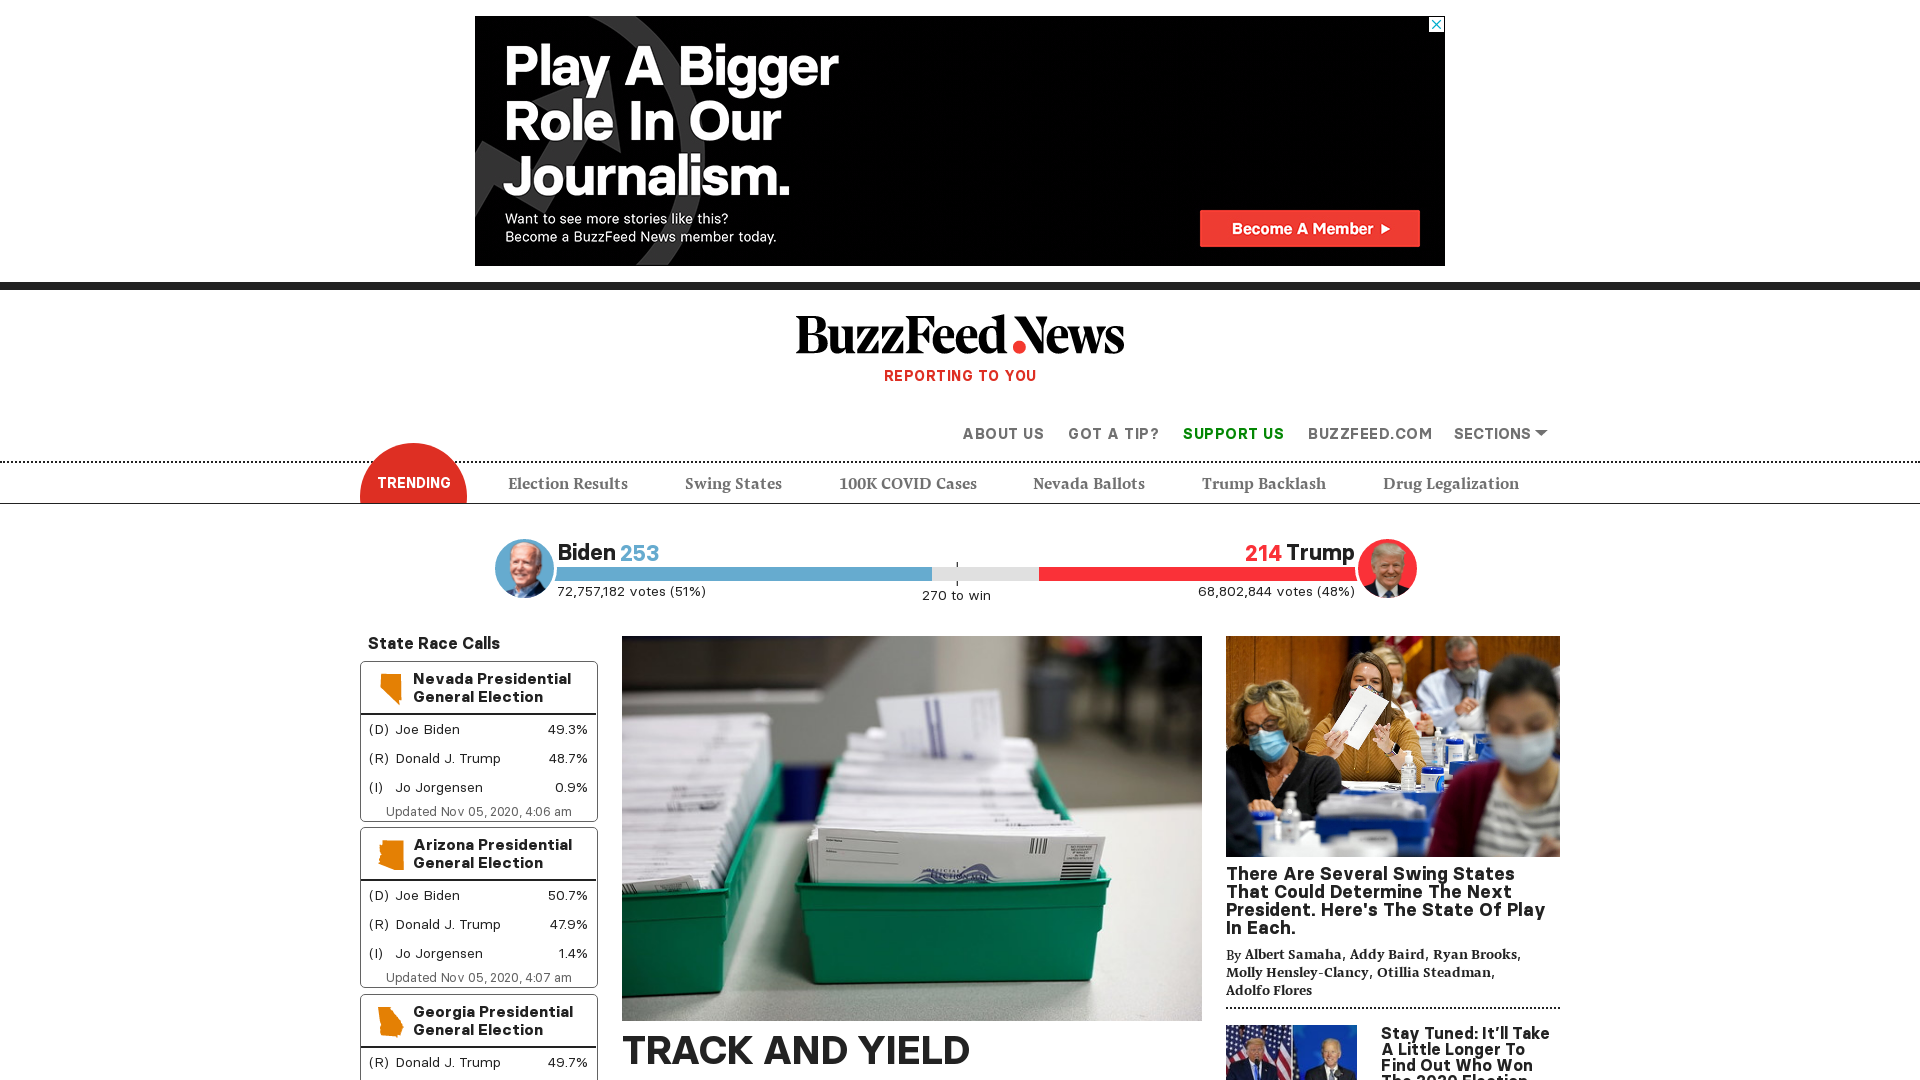 Play A Bigger
Role In Our
Journalism.
Want to see more stories like this?
Become a BuzzFeed News member today.
Become A Member
BuzzFeed News
REPORTING TO YOU
ABOUT US GOT A TIP? SUPPORT US BUZZFEED.COM SECTIONS
TRENDING Election Results Swing States 100K COVID Cases Nevada Ballots Trump Backlash Drug Legalization
Biden 253 214 Trump
72,757,182 votes (51%) 270 to win 68,802,844 votes (48%)
State Race Calls
Nevada Presidential
General Election
(D) Joe Biden 49.3%
(R) Donald J. Trump 48.7%
(I) Jo Jorgensen 0.9%
Updated Nov 05, 2020, 4:06 am
Arizona Presidential
General Election
(D) Joe Biden 50.7%
(R) Donald J. Trump 47.9%
(I) Jo Jorgensen 1.4%
Updated Nov 05, 2020, 4:07 am
Georgia Presidential
General Election
(R) Donald J. Trump 49.7%
OFFICIAL ELECTION MAIL
TRACK AND YIELD
There Are Several Swing States
That Could Determine The Next
President. Here's The State Of Play
In Each.
By Albert Samaha, Addy Baird, Ryan Brooks,
Molly Hensley-Clancy, Otillia Steadman,
Adolfo Flores
Stay Tuned: It’ll Take
A Little Longer To
Find Out Who Won
The 2020 Election